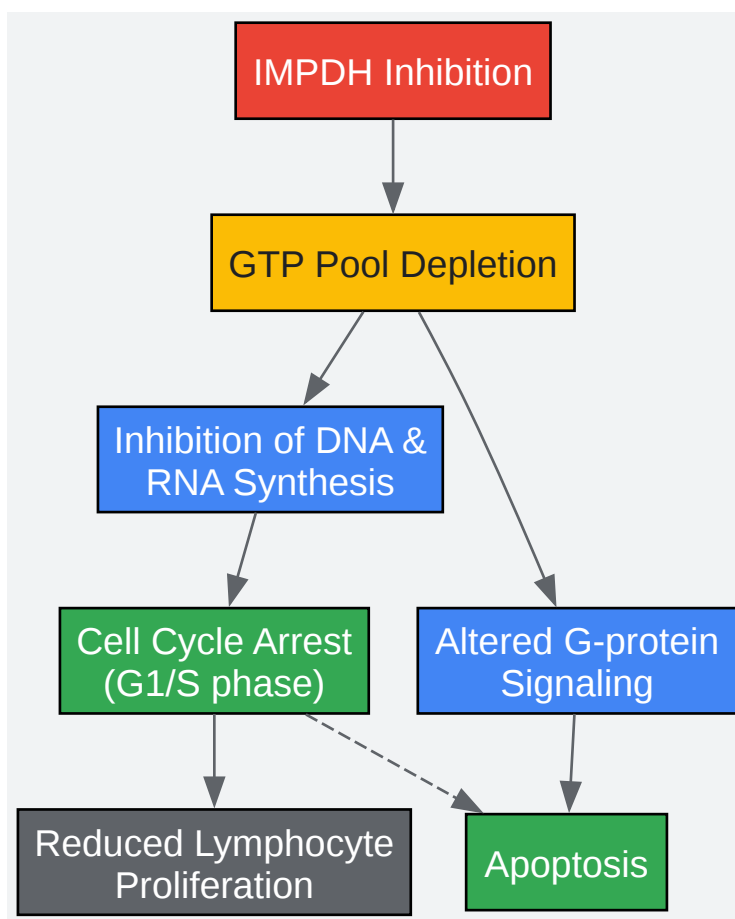 IMPDH Inhibition
GTP Pool Depletion
Inhibition of DNA &
RNA Synthesis
Cell Cycle Arrest
(G1/S phase)
Altered G-protein
Signaling
Reduced Lymphocyte
Proliferation
Apoptosis